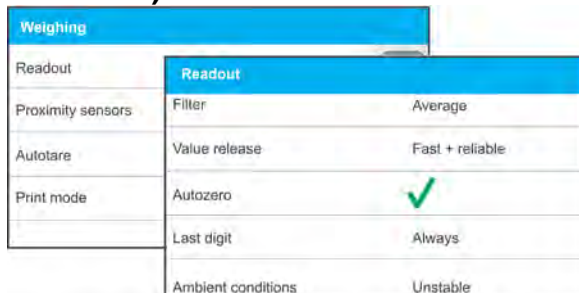 Weighing
Readout
Proximity sensors
Autotare
Print mode
Readout
Filter Average
Value release Fast + reliable
Autozero
Last digit Always
Ambient conditions Unstable